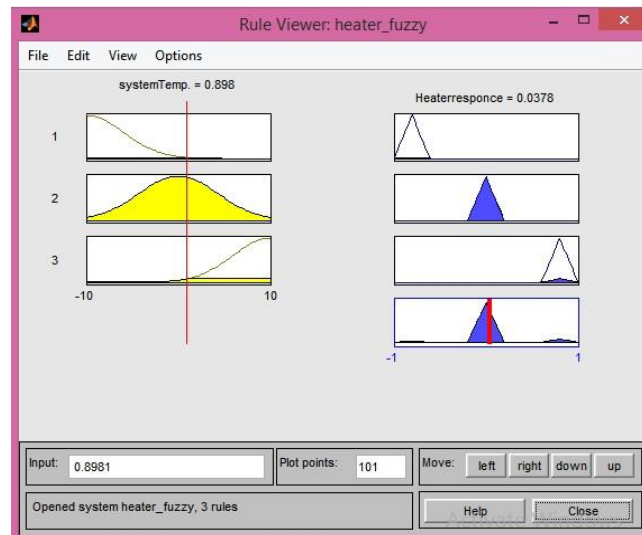 Rule Viewer: heater_fuzzy
File Edit View Options
systemTemp. = 0.898
Heaterresponce = 0.0378
1
2
3
-10 10
-1 1
Input: 0.8981 Plot points: 101 Move: left right down up
Opened system heater_fuzzy, 3 rules
Help Close